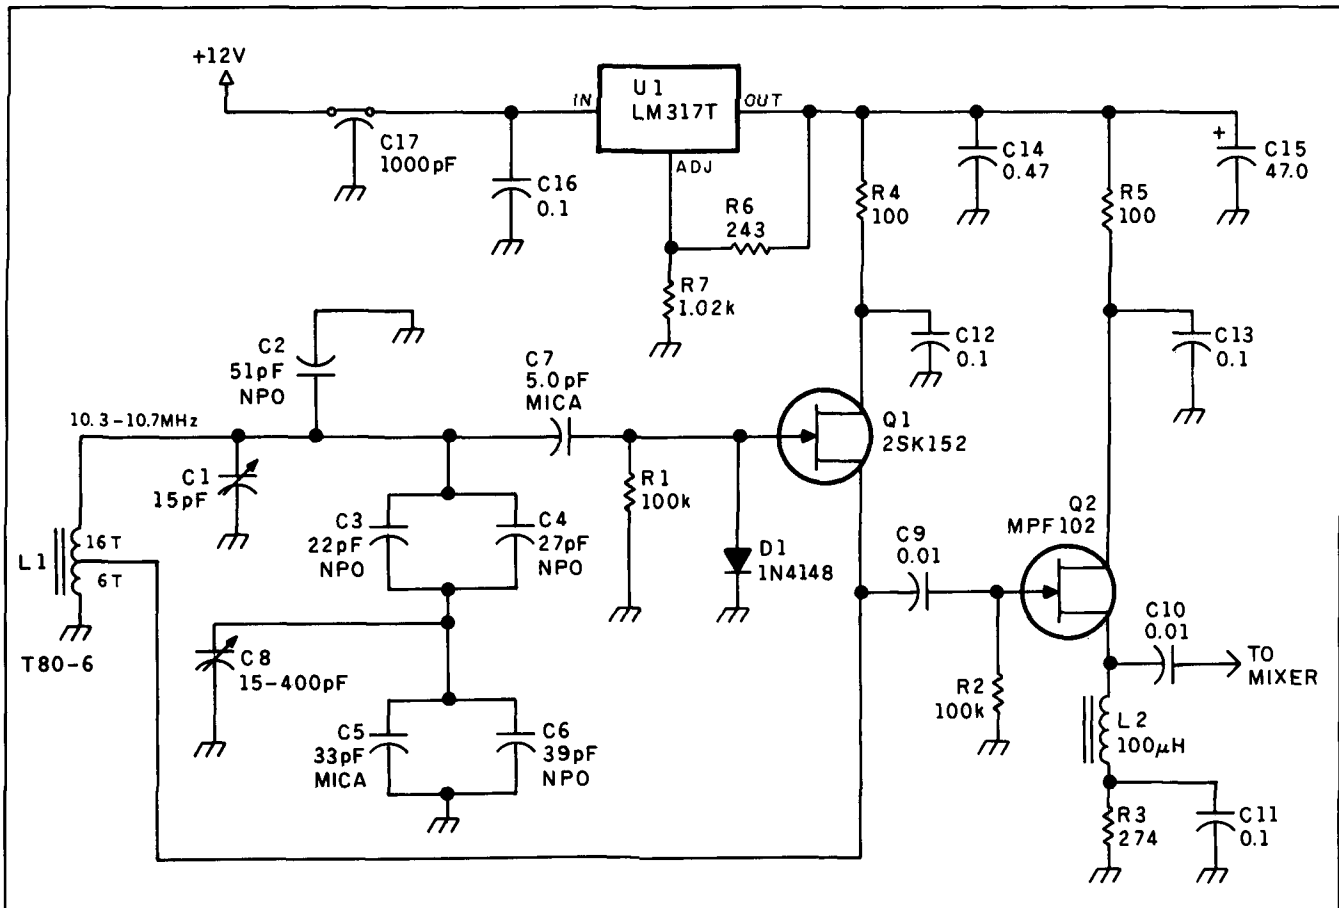 +12V
C17
1000pF
C16
0.1
IN
U1
LM317T
OUT
ADJ
R6
243
R7
1.02k
R4
100
C14
0.47
R5
100
+
C15
47.0
C12
0.1
C13
0.1
C2
51pF
NPO
10.3-10.7MHz
C1
15pF
C7
5.0pF
MICA
R1
100k
D1
1N4148
Q1
2SK152
C3
22pF
NPO
C4
27pF
NPO
L1
16T
6T
T80-6
C8
15-400pF
C5
33pF
MICA
C6
39pF
NPO
C9
0.01
Q2
MPF102
R2
100k
C10
0.01
TO
MIXER
L2
100μH
R3
274
C11
0.1